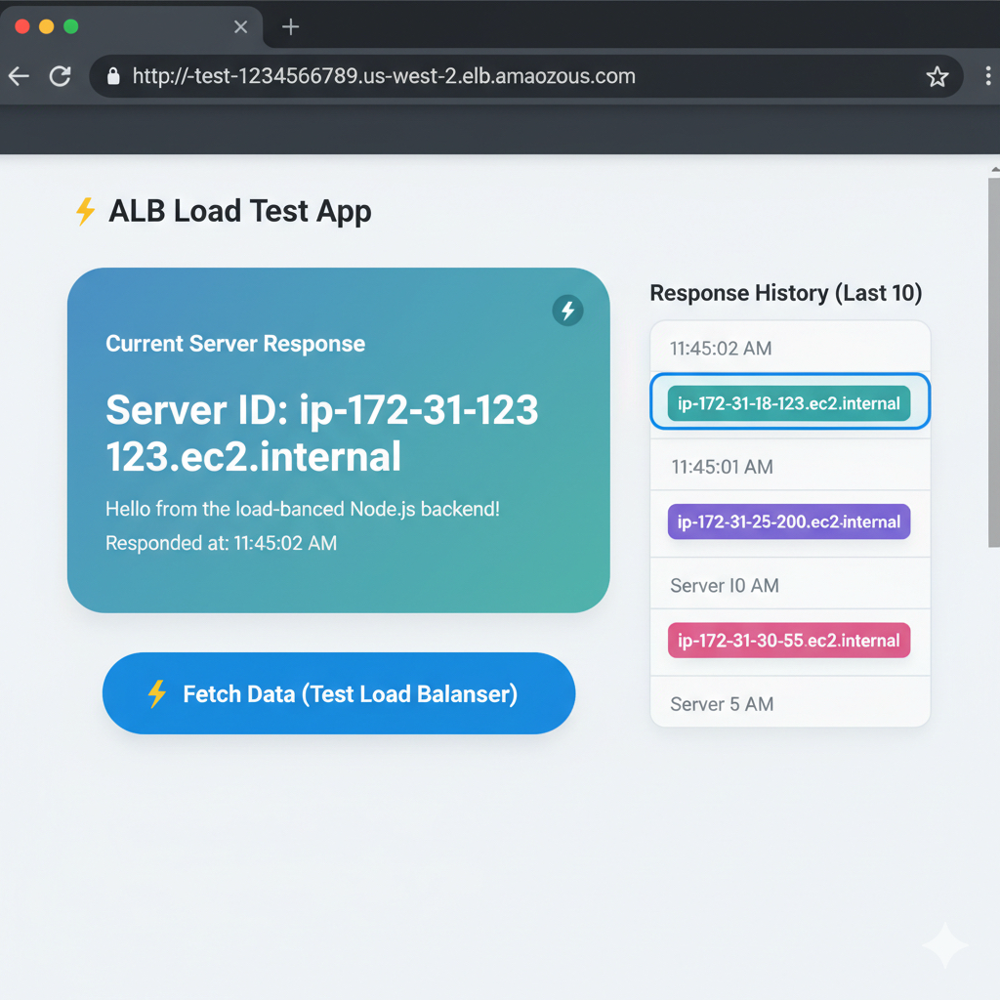 http://-test-1234566789.us-west-2.elb.amaozous.com
ALB Load Test App
Current Server Response
Server ID: ip-172-31-123
123.ec2.internal
Hello from the load-banced Node.js backend!
Responded at: 11:45:02 AM
Fetch Data (Test Load Balanser)
Response History (Last 10)
11:45:02 AM
ip-172-31-18-123.ec2.internal
11:45:01 AM
ip-172-31-25-200.ec2.internal
Server I0 AM
ip-172-31-30-55.ec2.internal
Server 5 AM